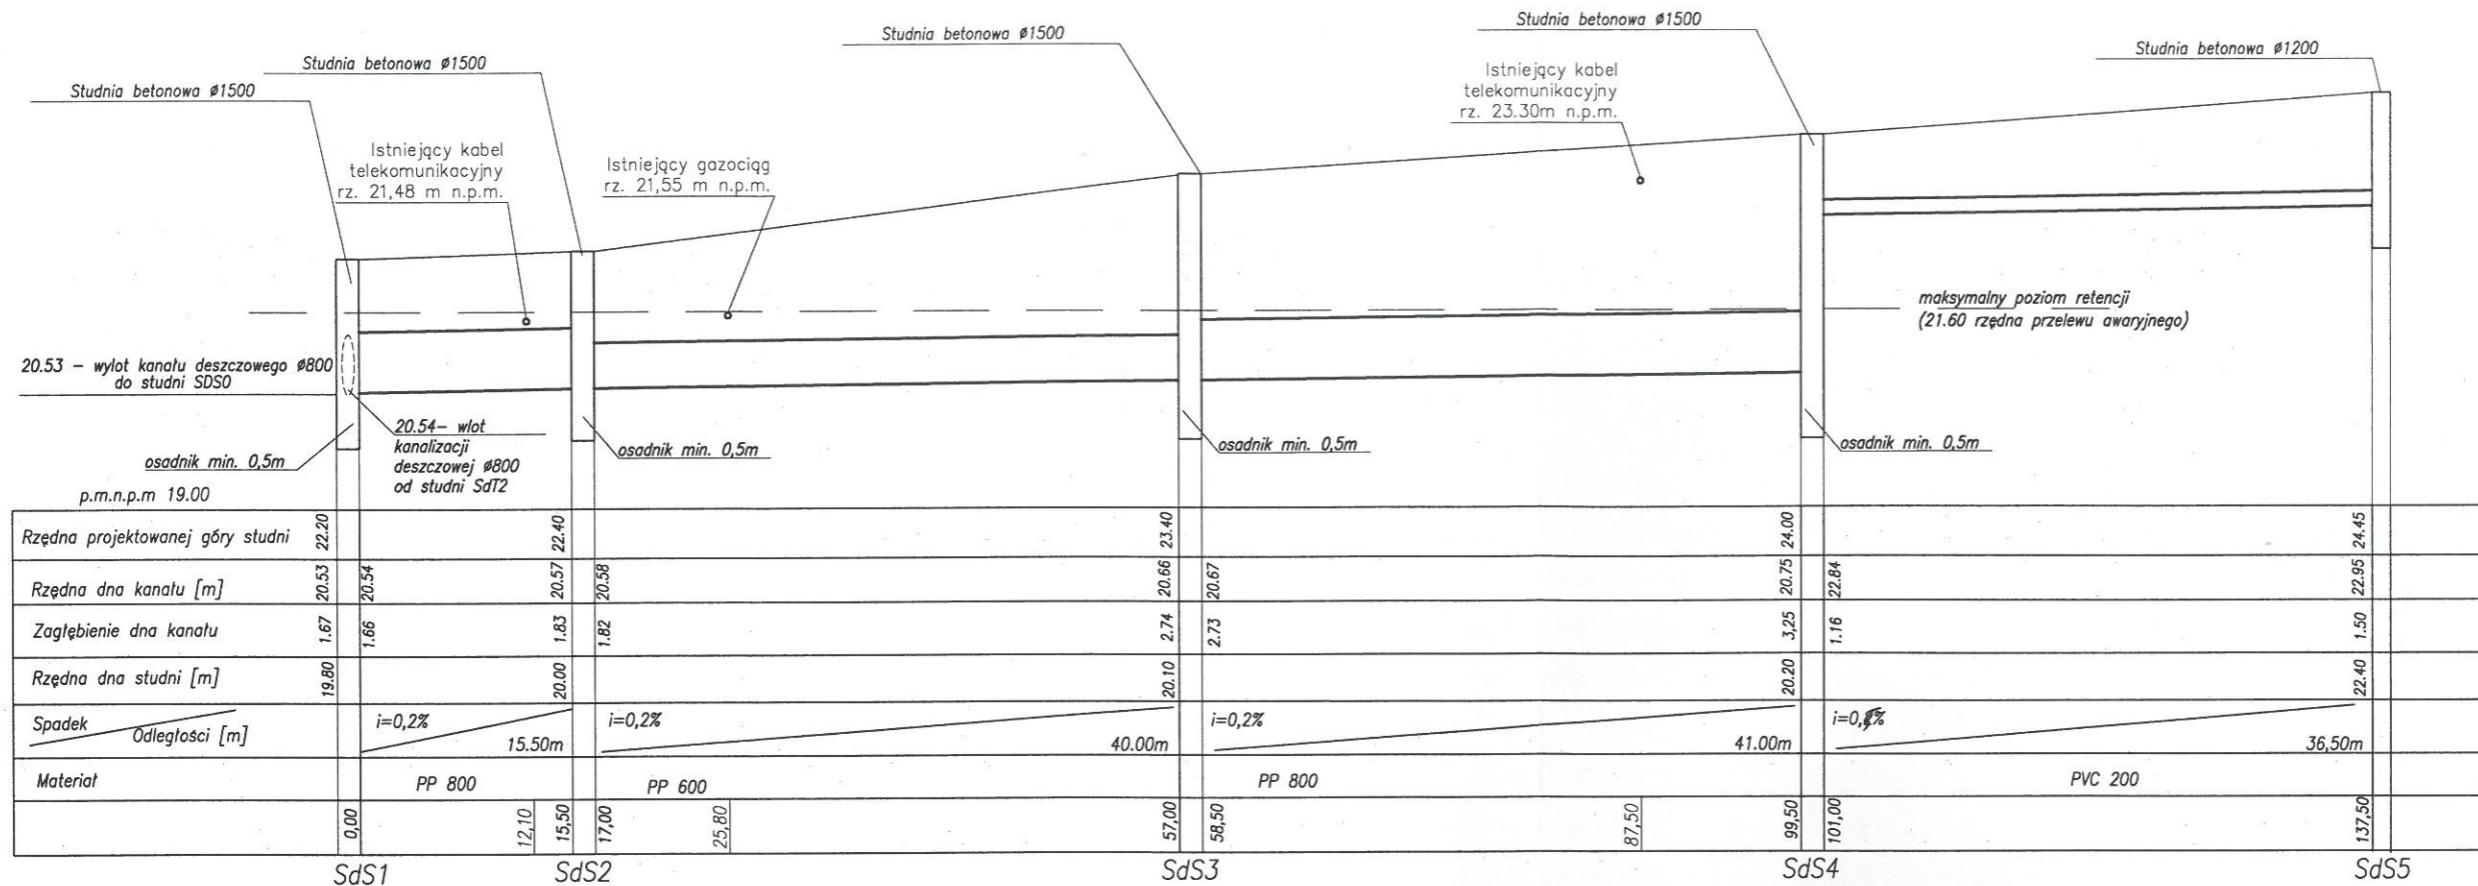 Studnia betonowa ø1500
Studnia betonowa ø1500
Studnia betonowa ø1500
Studnia betonowa ø1500
Studnia betonowa ø1200
Istniejący kabel
telekomunikacyjny
rz. 21,48 m n.p.m.
Istniejący gazociąg
rz. 21,55 m n.p.m.
Istniejący kabel
telekomunikacyjny
rz. 23.30m n.p.m.
maksymalny poziom retencji
(21.60 rzędna przelewu awaryjnego)
20.53 – wylot kanału deszczowego ø800
do studni SDS0
20.54– wlot
kanalizacji
deszczowej ø800
od studni SdT2
osadnik min. 0,5m
osadnik min. 0,5m
osadnik min. 0,5m
osadnik min. 0,5m
p.m.n.p.m 19.00
Rzędna projektowanej góry studni 22.20 22.40 23.40 24.00 24.45
Rzędna dna kanału [m] 20.53 20.54 20.57 20.58 20.66 20.67 20.75 22.84 22.95
Zagłębienie dna kanału 1.67 1.66 1.83 1.82 2.74 2.73 3,25 1.16 1.50
Rzędna dna studni [m] 19.80 20.00 20.10 20.20 22.40
Spadek i=0,2% i=0,2% i=0,2%
Odległości [m] 15.50m 40.00m 41.00m 36,50m
Materiał PP 800 PP 600 PP 800 PVC 200
0,00 12,10 15,50 17,00 25,80 57,00 58,50 87,50 99,50 101,00 137,50
SdS1 SdS2 SdS3 SdS4 SdS5